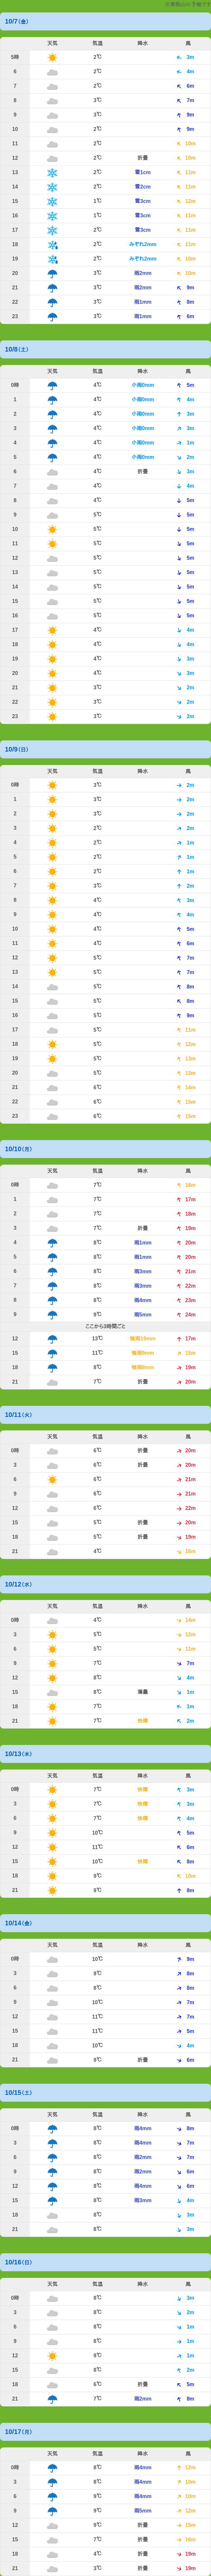 10/7(金)
天気 気温 降水 風
5時 2℃ 3m
6 2℃ 4m
7 2℃ 6m
8 3℃ 7m
9 3℃ 9m
10 2℃ 9m
11 2℃ 10m
12 2℃ 折畳 10m
13 2℃ 雪1cm 11m
14 2℃ 雪2cm 11m
15 1℃ 雪3cm 12m
16 1℃ 雪3cm 11m
17 2℃ 雪3cm 11m
18 2℃ みぞれ2mm 11m
19 2℃ みぞれ2mm 10m
20 3℃ 雨2mm 10m
21 3℃ 雨2mm 9m
22 3℃ 雨1mm 8m
23 3℃ 雨1mm 6m
10/8(土)
天気 気温 降水 風
0時 4℃ 小雨0mm 5m
1 4℃ 小雨0mm 4m
2 4℃ 小雨0mm 3m
3 4℃ 小雨0mm 3m
4 4℃ 小雨0mm 1m
5 4℃ 小雨0mm 2m
6 4℃ 折畳 3m
7 4℃ 4m
8 4℃ 5m
9 5℃ 5m
10 5℃ 5m
11 5℃ 5m
12 5℃ 5m
13 5℃ 5m
14 5℃ 5m
15 5℃ 5m
16 5℃ 5m
17 4℃ 4m
18 4℃ 4m
19 4℃ 3m
20 4℃ 3m
21 3℃ 2m
22 3℃ 2m
23 3℃ 2m
10/9(日)
天気 気温 降水 風
0時 3℃ 2m
1 3℃ 2m
2 3℃ 2m
3 2℃ 2m
4 2℃ 1m
5 2℃ 1m
6 2℃ 1m
7 3℃ 2m
8 4℃ 3m
9 4℃ 4m
10 4℃ 5m
11 4℃ 6m
12 5℃ 7m
13 5℃ 7m
14 5℃ 8m
15 5℃ 8m
16 5℃ 9m
17 5℃ 11m
18 5℃ 12m
19 5℃ 13m
20 5℃ 13m
21 6℃ 14m
22 6℃ 15m
23 6℃ 15m
10/10(月)
天気 気温 降水 風
0時 7℃ 16m
1 7℃ 17m
2 7℃ 18m
3 7℃ 折畳 19m
4 8℃ 雨1mm 20m
5 8℃ 雨1mm 20m
6 8℃ 雨3mm 21m
7 8℃ 雨3mm 22m
8 8℃ 雨4mm 23m
9 9℃ 雨5mm 24m
ここから3時間ごと
12 13℃ 強雨19mm 17m
15 11℃ 強雨9mm 15m
18 8℃ 強雨8mm 19m
21 7℃ 折畳 20m
10/11(火)
天気 気温 降水 風
0時 6℃ 折畳 20m
3 6℃ 折畳 20m
6 6℃ 21m
9 6℃ 21m
12 6℃ 22m
15 5℃ 折畳 20m
18 5℃ 折畳 19m
21 4℃ 16m
10/12(水)
天気 気温 降水 風
0時 4℃ 14m
3 5℃ 12m
6 5℃ 11m
9 7℃ 7m
12 8℃ 4m
15 8℃ 1m
18 7℃ 1m
21 7℃ 2m
10/13(木)
天気 気温 降水 風
0時 7℃ 3m
3 7℃ 3m
6 7℃ 4m
9 10℃ 5m
12 11℃ 6m
15 10℃ 8m
18 9℃ 10m
21 9℃ 8m
10/14(金)
天気 気温 降水 風
0時 10℃ 9m
3 9℃ 8m
6 8℃ 8m
9 10℃ 7m
12 11℃ 7m
15 11℃ 5m
18 10℃ 4m
21 9℃ 折畳 6m
10/15(土)
天気 気温 降水 風
0時 8℃ 雨4mm 8m
3 8℃ 雨4mm 7m
6 8℃ 雨2mm 7m
9 8℃ 雨2mm 6m
12 8℃ 雨4mm 6m
15 8℃ 雨3mm 4m
18 8℃ 3m
21 8℃ 3m
10/16(日)
天気 気温 降水 風
0時 8℃ 3m
3 8℃ 2m
6 8℃ 1m
9 8℃ 1m
12 9℃ 1m
15 8℃ 2m
18 6℃ 折畳 5m
21 7℃ 雨2mm 8m
10/17(月)
天気 気温 降水 風
0時 8℃ 雨4mm 12m
3 8℃ 雨4mm 10m
6 9℃ 雨4mm 10m
9 9℃ 雨5mm 12m
12 9℃ 折畳 15m
15 7℃ 折畳 16m
18 4℃ 折畳 19m
21 3℃ 折畳 19m